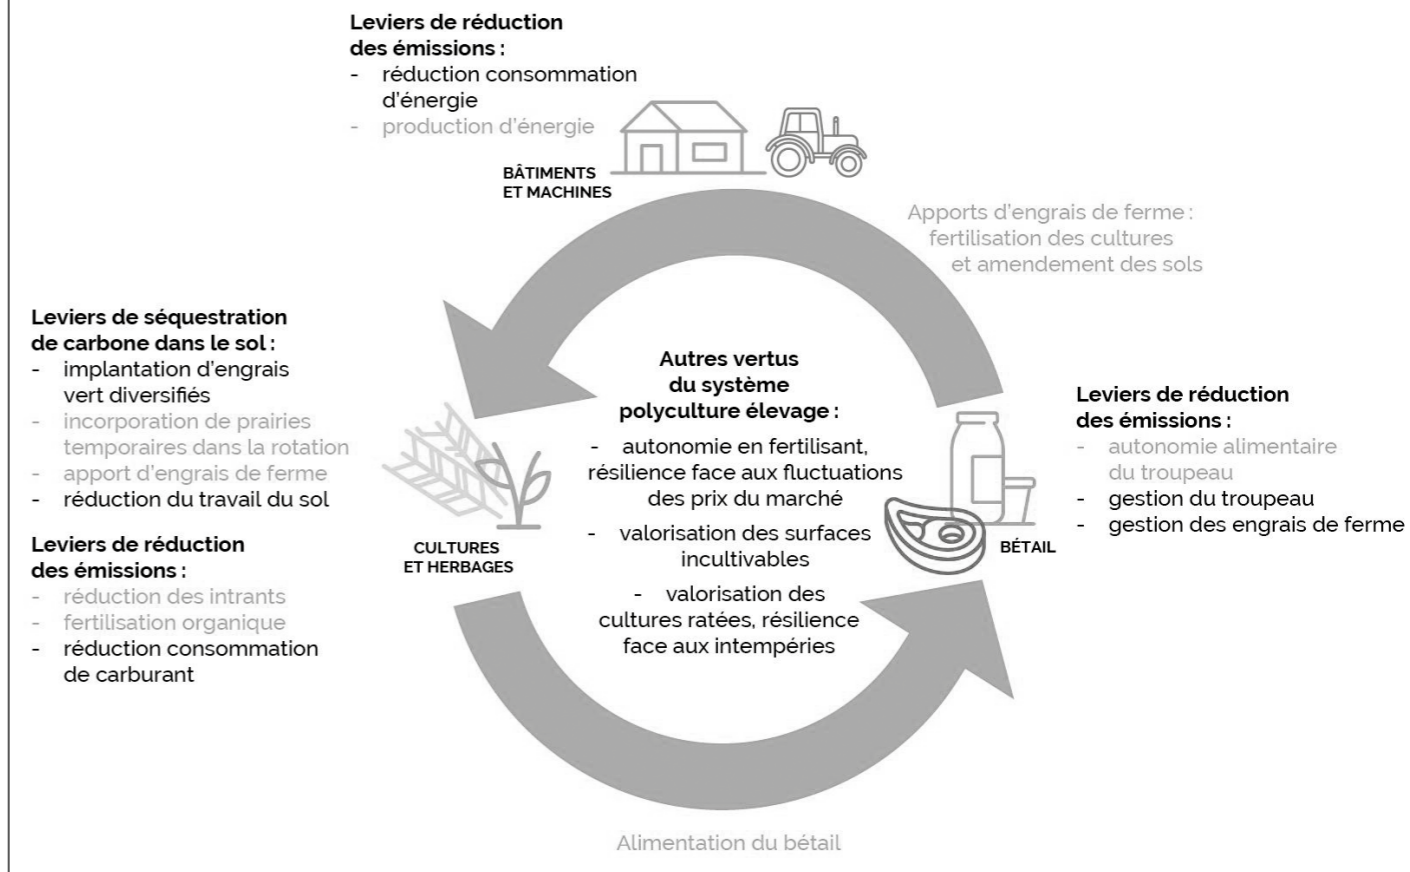 Leviers de réduction
des émissions :
- réduction consommation
d'énergie
- production d'énergie
BÂTIMENTS
ET MACHINES
Apports d'engrais de ferme :
fertilisation des cultures
et amendement des sols
Leviers de séquestration
de carbone dans le sol :
- implantation d'engrais
vert diversifiés
- incorporation de prairies
temporaires dans la rotation
- apport d'engrais de ferme
- réduction du travail du sol
Leviers de réduction
des émissions :
- réduction des intrants
- fertilisation organique
- réduction consommation
de carburant
CULTURES
ET HERBAGES
Autres vertus
du système
polyculture élevage :
- autonomie en fertilisant,
résilience face aux fluctuations
des prix du marché
- valorisation des surfaces
incultivables
- valorisation des
cultures ratées, résilience
face aux intempéries
BÉTAIL
Leviers de réduction
des émissions :
- autonomie alimentaire
du troupeau
- gestion du troupeau
- gestion des engrais de ferme
Alimentation du bétail